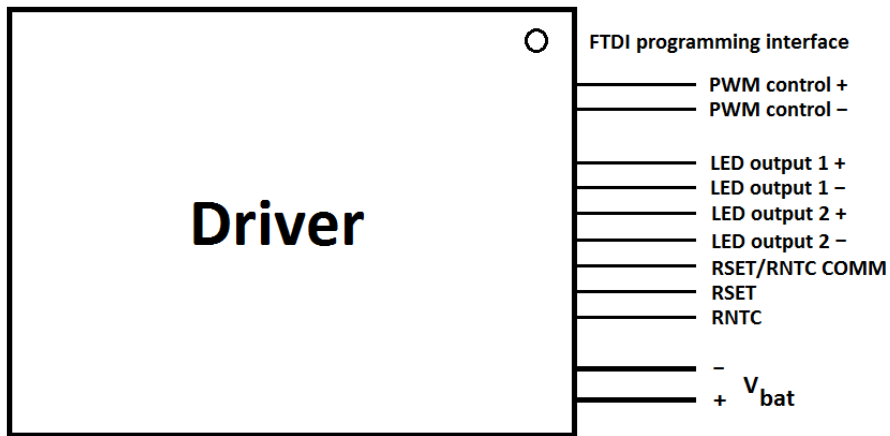 FTDI programming interface
PWM control +
PWM control −
LED output 1 +
LED output 1 −
Driver
LED output 2 +
LED output 2 −
RSET/RNTC COMM
RSET
RNTC
−
+ Vbat